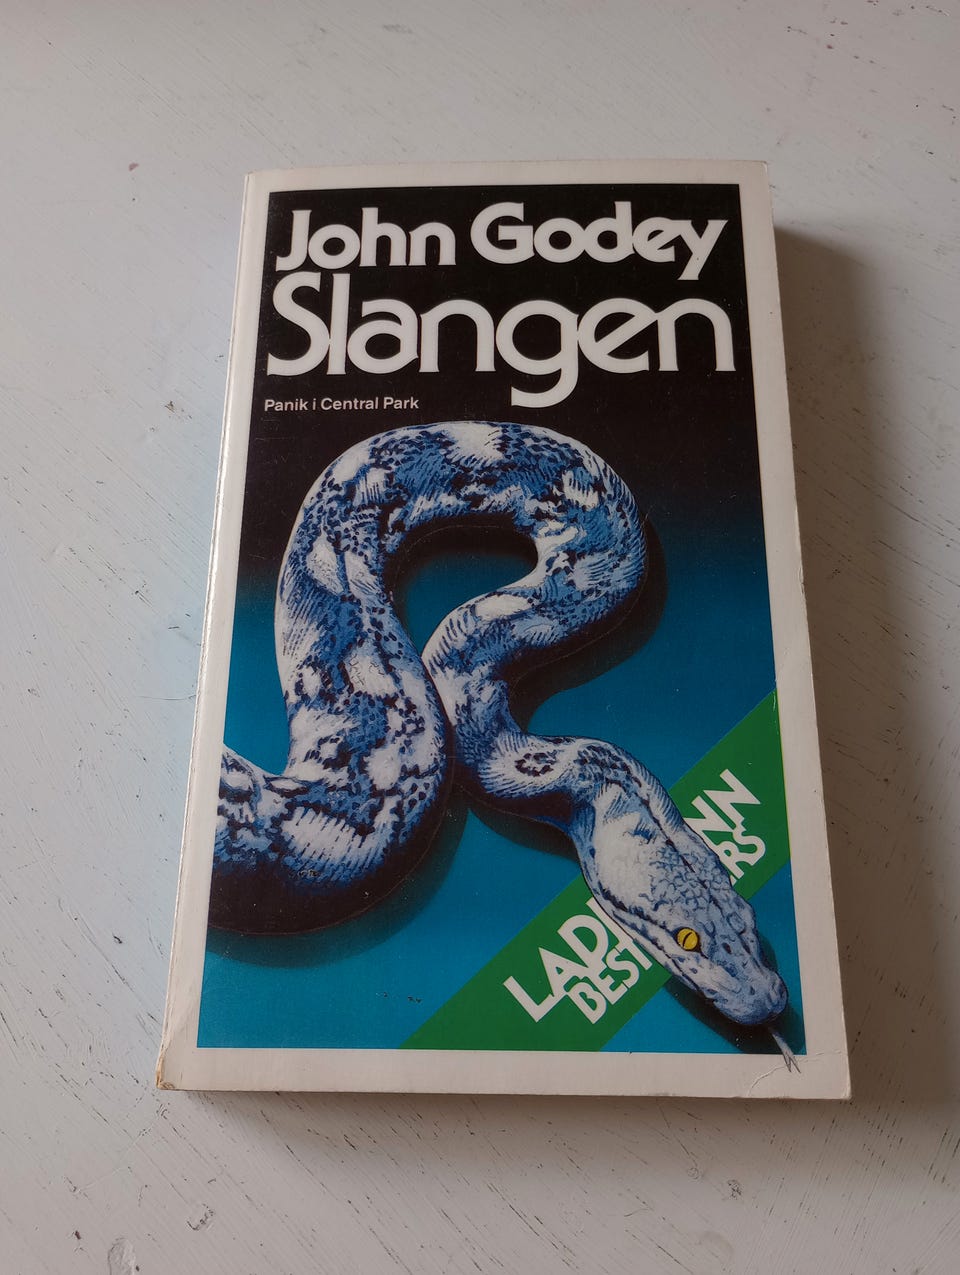 John Godey
Slangen
Panik i Central Park